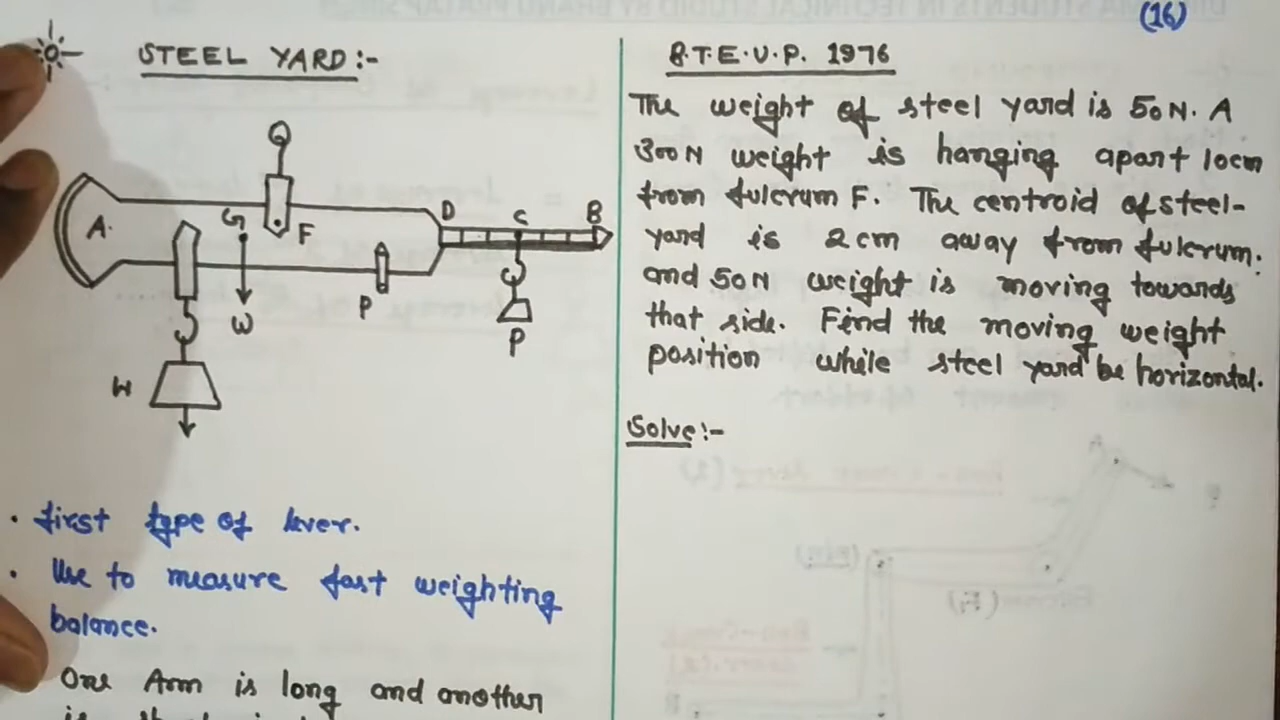 (16)
STEEL YARD:-
Q
A.
G
F
D
C
B
W
P
P
W
• first type of lever.
• Use to measure fast weighting
balance.
One Arm is long and another
B.T.E.U.P. 1976
The weight of steel yard is 50N. A
300N weight is hanging apart 10cm
from fulcrum F. The centroid of steel-
yard is 2cm away from fulcrum.
and 50N weight is moving towards
that side. Find the moving weight
position while steel yard be horizontal.
Solve:-